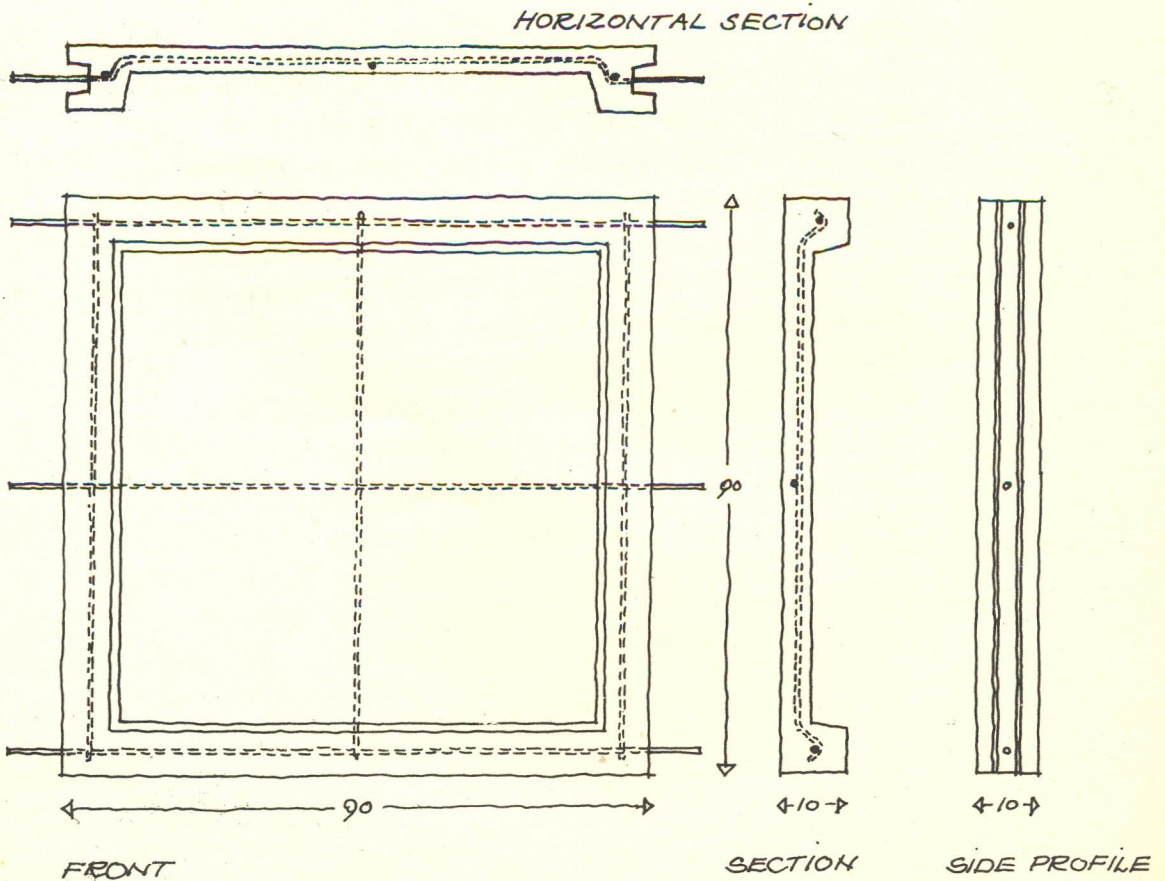 HORIZONTAL SECTION
90
90
10
10
FRONT
SECTION
SIDE PROFILE